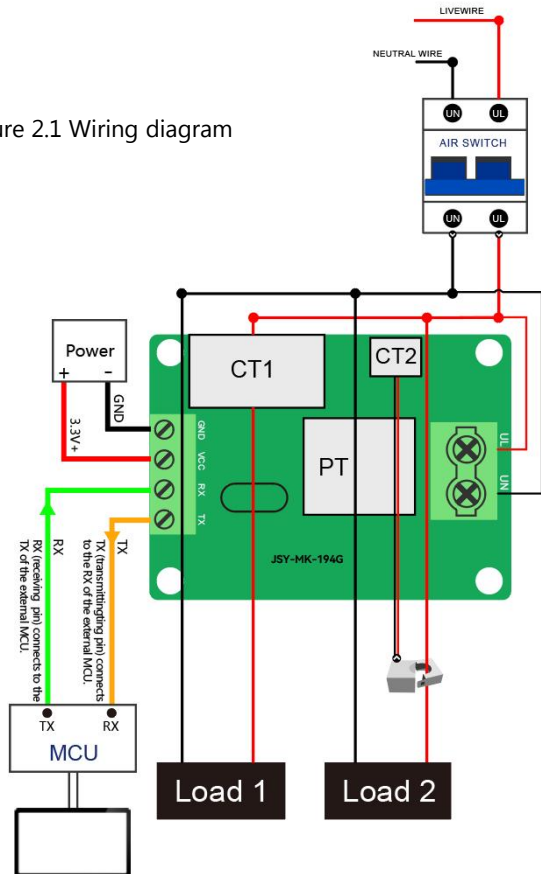 LIVEWIRE
NEUTRAL WIRE
UN UL
AIR SWITCH
UN UL
ure 2.1 Wiring diagram
Power
+ -
GND
3.3V+
CT1
CT2
PT
GND
VCC
RX
TX
UL
UN
JSY-MK-194G
RX
RX (receiving pin) connects to the
TX of the external MCU.
TX
TX (transmittingting pin) connects
to the RX of the external MCU.
TX RX
MCU
Load 1
Load 2